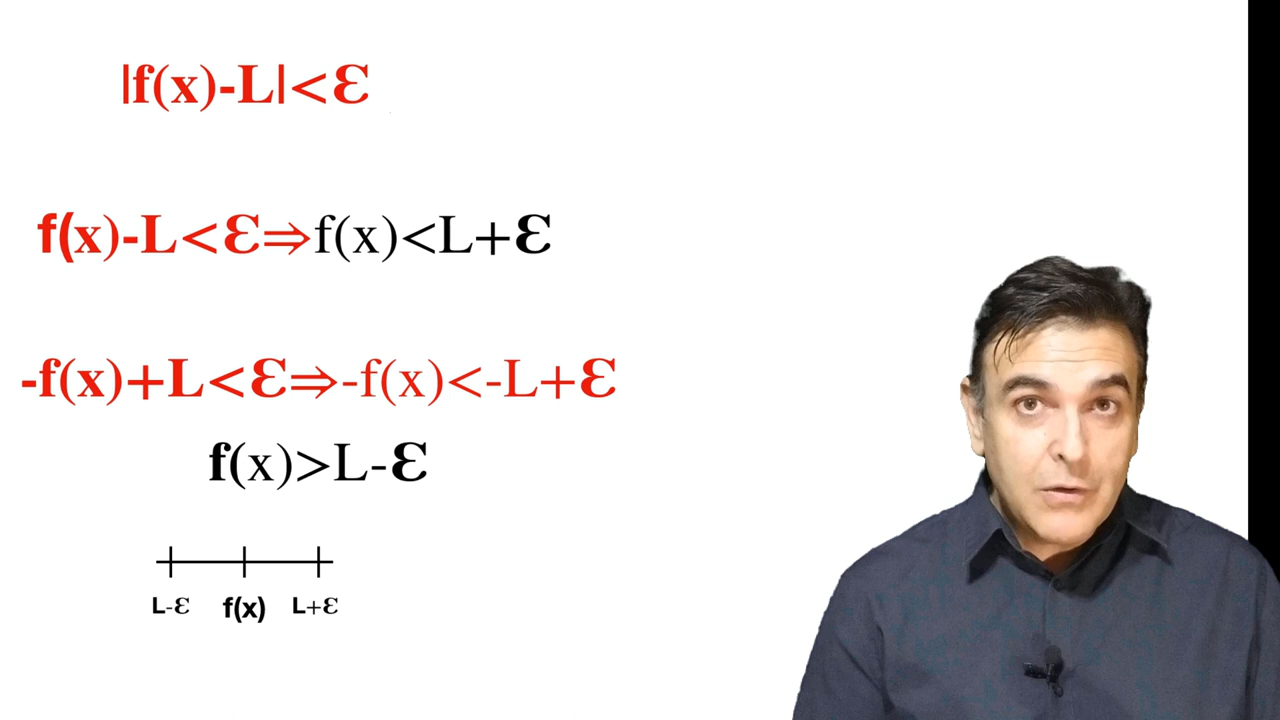 |f(x)-L|<Ɛ
f(x)-L<Ɛ⇒f(x)<L+Ɛ
-f(x)+L<Ɛ⇒-f(x)<-L+Ɛ
f(x)>L-Ɛ
L-Ɛ f(x) L+Ɛ